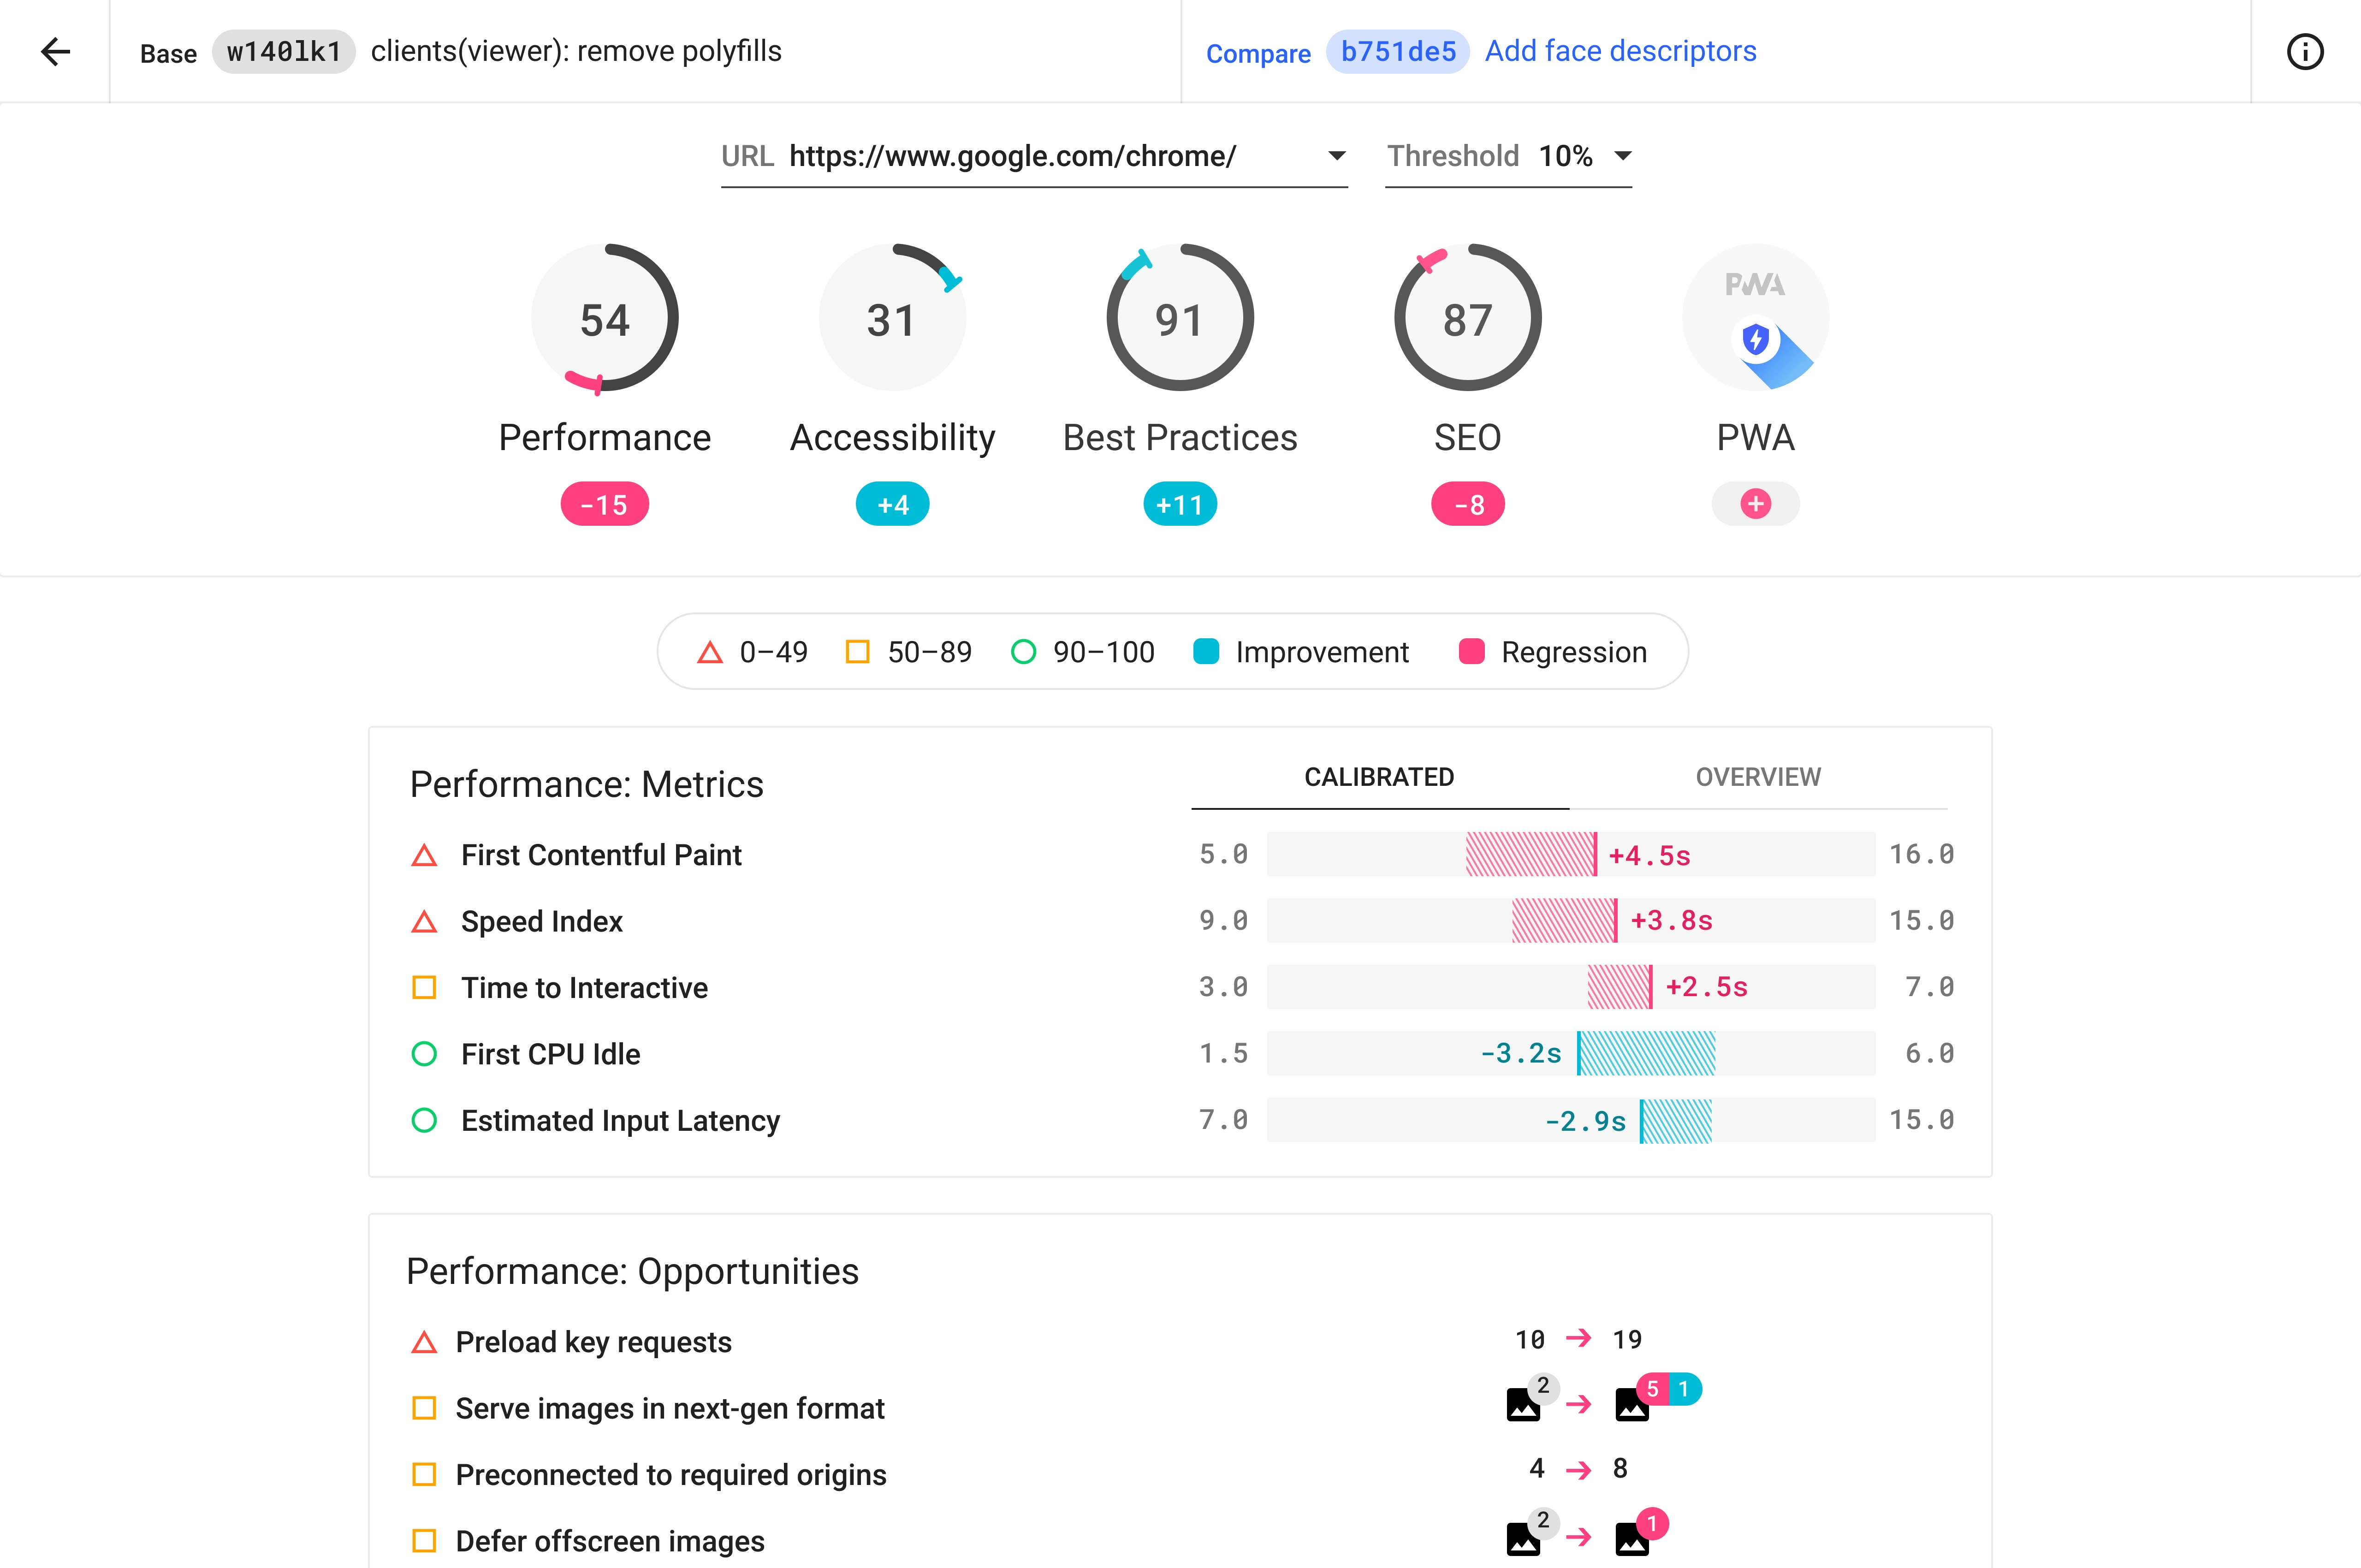 Base w140lk1 clients(viewer): remove polyfills
Compare b751de5 Add face descriptors
URL https://www.google.com/chrome/
Threshold 10%
54
31
91
87
PWA
Performance
Accessibility
Best Practices
SEO
PWA
-15
+4
+11
-8
+
0–49
50–89
90–100
Improvement
Regression
Performance: Metrics
CALIBRATED
OVERVIEW
First Contentful Paint 5.0 +4.5s 16.0
Speed Index 9.0 +3.8s 15.0
Time to Interactive 3.0 +2.5s 7.0
First CPU Idle 1.5 -3.2s 6.0
Estimated Input Latency 7.0 -2.9s 15.0
Performance: Opportunities
Preload key requests 10 → 19
Serve images in next-gen format 2 → 5 1
Preconnected to required origins 4 → 8
Defer offscreen images 2 → 1